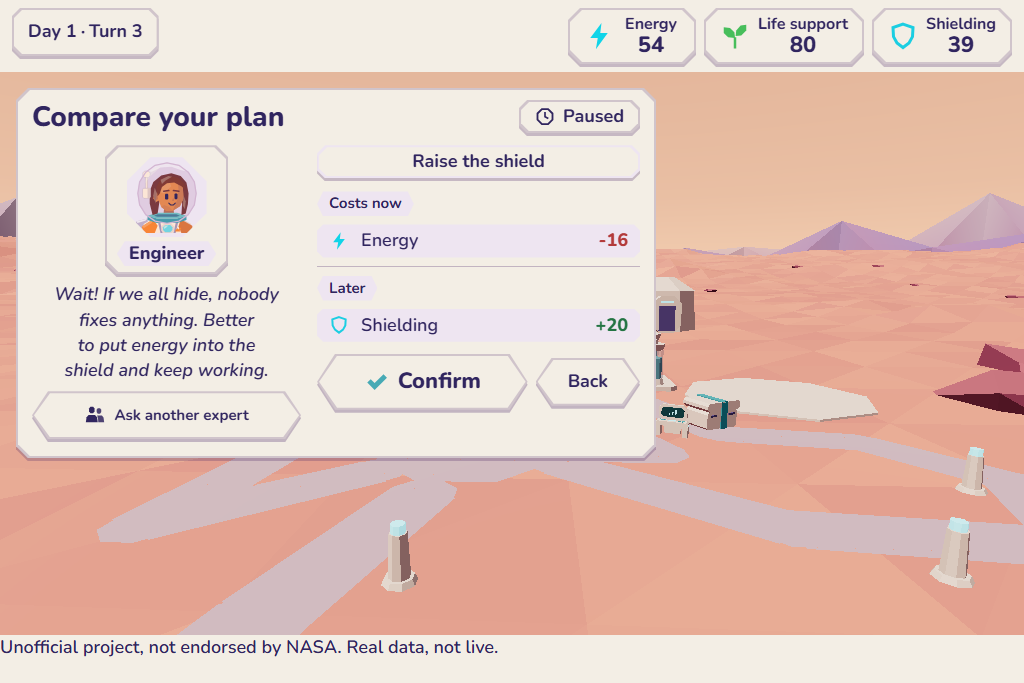 Day 1 · Turn 3
Energy
54
Life support
80
Shielding
39
Compare your plan
Paused
Engineer
Wait! If we all hide, nobody
fixes anything. Better
to put energy into the
shield and keep working.
Ask another expert
Raise the shield
Costs now
Energy -16
Later
Shielding +20
Confirm
Back
Unofficial project, not endorsed by NASA. Real data, not live.